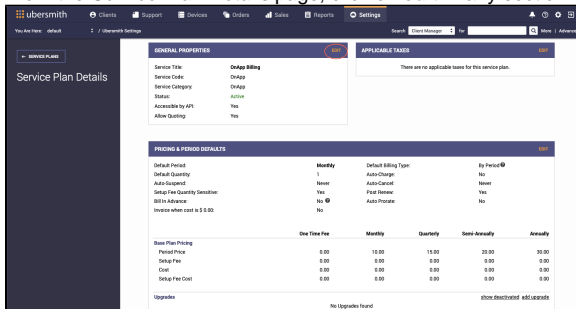 ubersmith Clients Support Devices Orders Sales Reports Settings
You Are Here: default / Ubersmith Settings Search Client Manager for More | Advance
← SERVICE PLANS
Service Plan Details
GENERAL PROPERTIES EDIT
Service Title: OnApp Billing
Service Code: OnApp
Service Category: OnApp
Status: Active
Accessible by API: Yes
Allow Quoting: Yes
APPLICABLE TAXES EDIT
There are no applicable taxes for this service plan.
PRICING & PERIOD DEFAULTS EDIT
Default Period: Monthly Default Billing Type: By Period
Default Quantity: 1 Auto-Charge: No
Auto-Suspend: Never Auto-Cancel: Never
Setup Fee Quantity Sensitive: Yes Post Renew: Yes
Bill In Advance: No Auto Prorate: No
Invoice when cost is $ 0.00: No
One Time Fee Monthly Quarterly Semi-Annually Annually
Base Plan Pricing
Period Price 0.00 10.00 15.00 20.00 30.00
Setup Fee 0.00 0.00 0.00 0.00 0.00
Cost 0.00 0.00 0.00 0.00 0.00
Setup Fee Cost 0.00 0.00 0.00 0.00 0.00
Upgrades show deactivated add upgrade
No Upgrades found